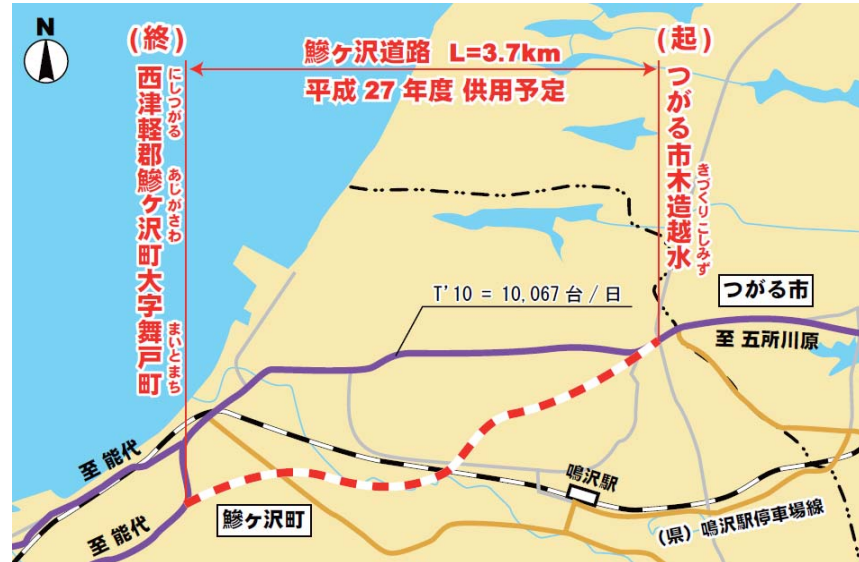 N
(終)
鰺ヶ沢道路 L=3.7km
(起)
平成 27 年度 供用予定
西津軽郡鰺ヶ沢町大字舞戸町
にしつがる
あじがさわ
まいとまち
つがる市木造越水
きづくり こしみず
T'10 = 10,067 台 / 日
つがる市
至 五所川原
至 能代
鳴沢駅
至 能代
鰺ヶ沢町
(県) 鳴沢駅停車場線